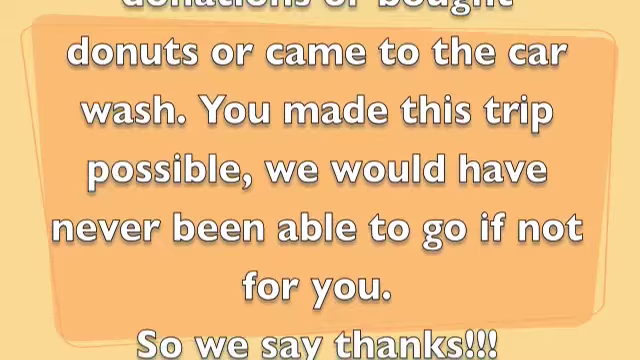 donations or bought
donuts or came to the car
wash. You made this trip
possible, we would have
never been able to go if not
for you.
So we say thanks!!!